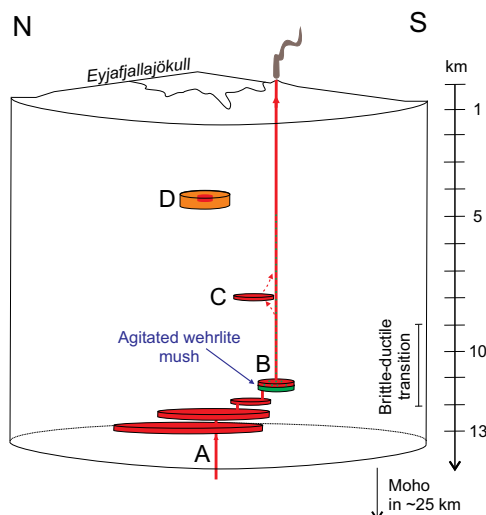 N
S
Eyjafjallajökull
km
1
D
5
C
Agitated wehrlite
mush
B
10
Brittle-ductile
transition
13
A
Moho
in ~25 km